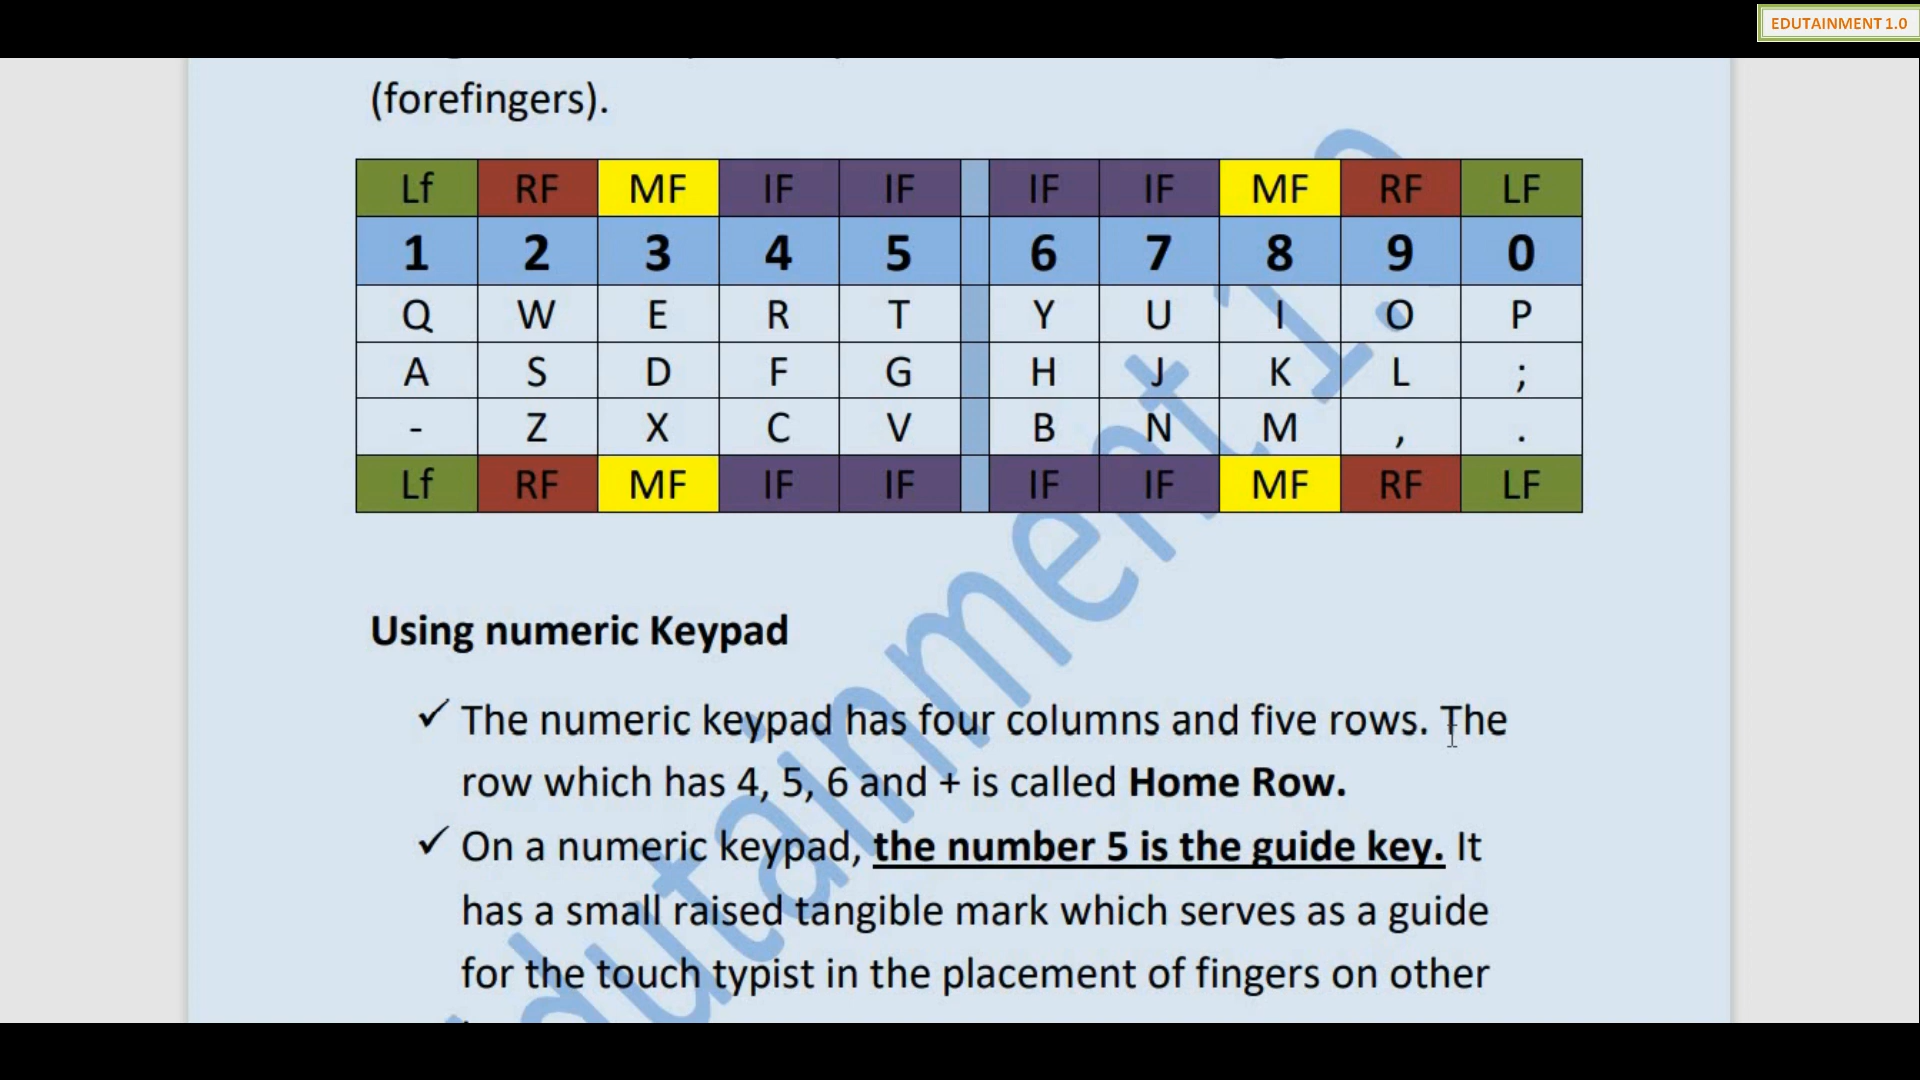 EDUTAINMENT 1.0
(forefingers).
Lf RF MF IF IF IF IF MF RF LF
1 2 3 4 5 6 7 8 9 0
Q W E R T Y U I O P
A S D F G H J K L ;
- Z X C V B N M , .
Lf RF MF IF IF IF IF MF RF LF
Using numeric Keypad
✓ The numeric keypad has four columns and five rows. The
row which has 4, 5, 6 and + is called Home Row.
✓ On a numeric keypad, the number 5 is the guide key. It
has a small raised tangible mark which serves as a guide
for the touch typist in the placement of fingers on other
dutainment 1.0